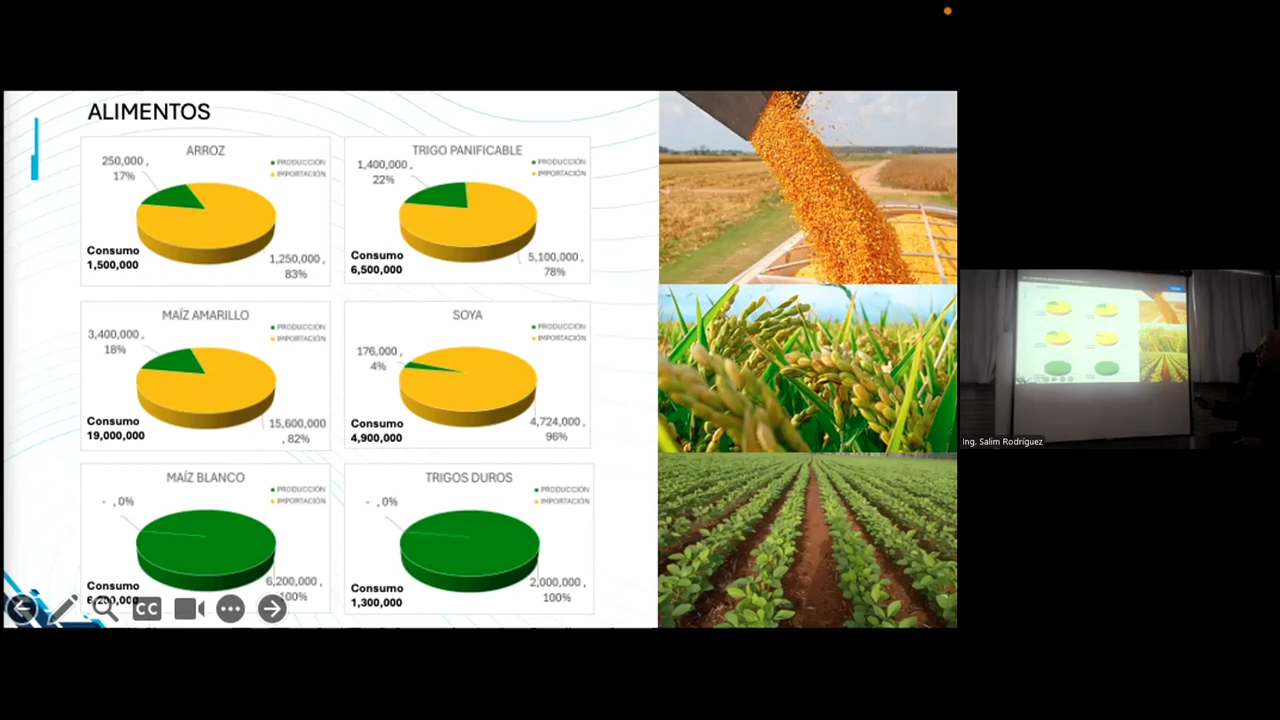 ALIMENTOS
ARROZ
250,000 ,
17%
PRODUCCIÓN
IMPORTACIÓN
Consumo
1,500,000
1,250,000 ,
83%
TRIGO PANIFICABLE
1,400,000 ,
22%
PRODUCCIÓN
IMPORTACIÓN
Consumo
6,500,000
5,100,000 ,
78%
MAÍZ AMARILLO
3,400,000 ,
18%
PRODUCCIÓN
IMPORTACIÓN
Consumo
19,000,000
15,600,000
, 82%
SOYA
176,000 ,
4%
PRODUCCIÓN
IMPORTACIÓN
Consumo
4,900,000
4,724,000 ,
96%
MAÍZ BLANCO
- , 0%
PRODUCCIÓN
IMPORTACIÓN
Consumo
6,200,000 ,
100%
TRIGOS DUROS
- , 0%
PRODUCCIÓN
IMPORTACIÓN
Consumo
1,300,000
2,000,000 ,
100%
CC
Ing. Salim Rodríguez